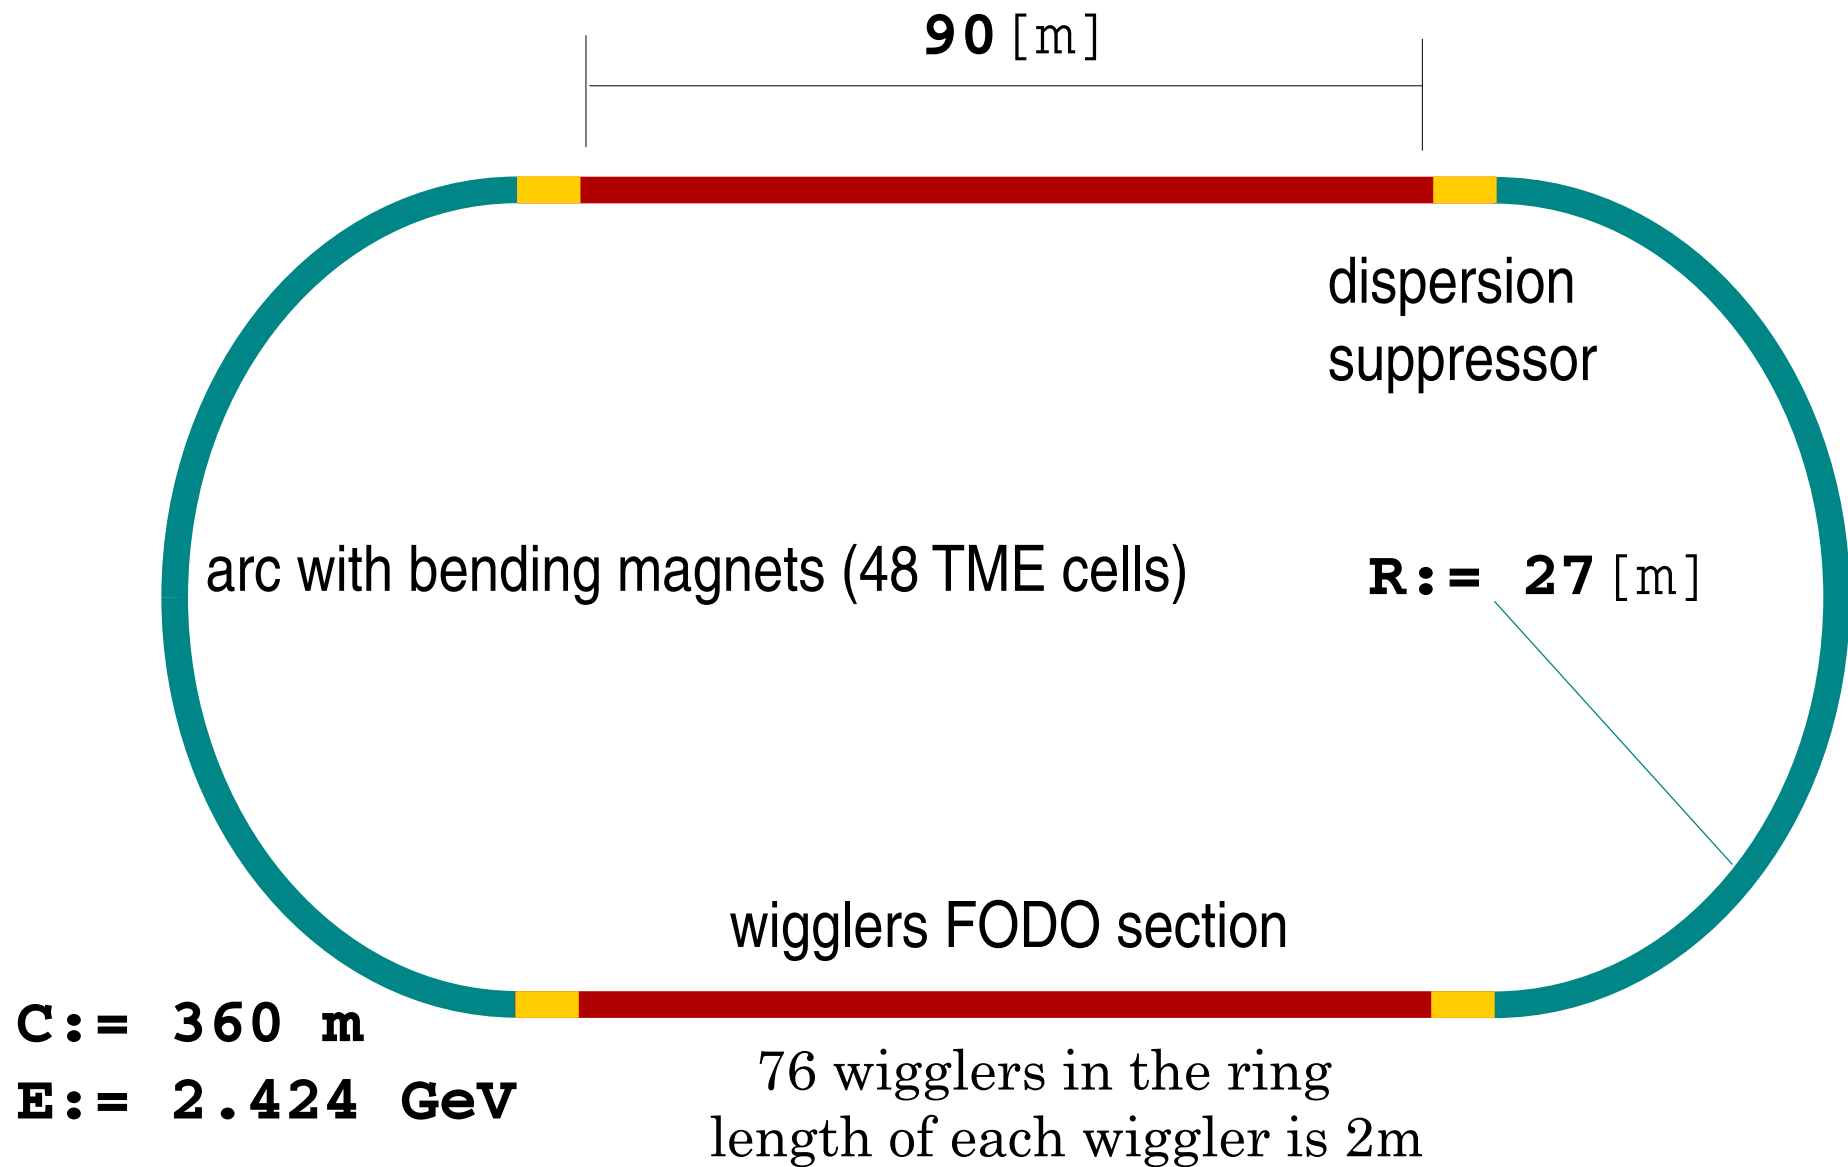 90[m]
dispersion
suppressor
arc with bending magnets (48 TME cells)
R:= 27[m]
wigglers FODO section
C:= 360 m
E:= 2.424 GeV
76 wigglers in the ring
length of each wiggler is 2m